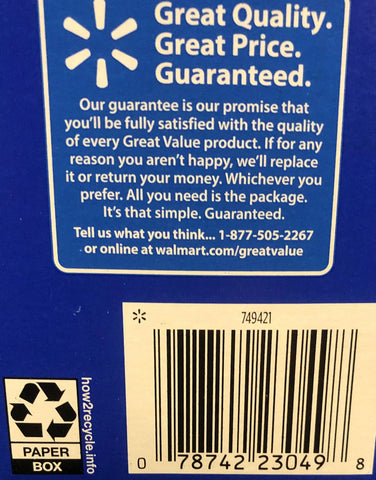 Great Quality.
Great Price.
Guaranteed.
Our guarantee is our promise that
you'll be fully satisfied with the quality
of every Great Value product. If for any
reason you aren't happy, we'll replace
it or return your money. Whichever you
prefer. All you need is the package.
It's that simple. Guaranteed.
Tell us what you think... 1-877-505-2267
or online at walmart.com/greatvalue
749421
0 78742 23049 8
PAPER
BOX
how2recycle.info